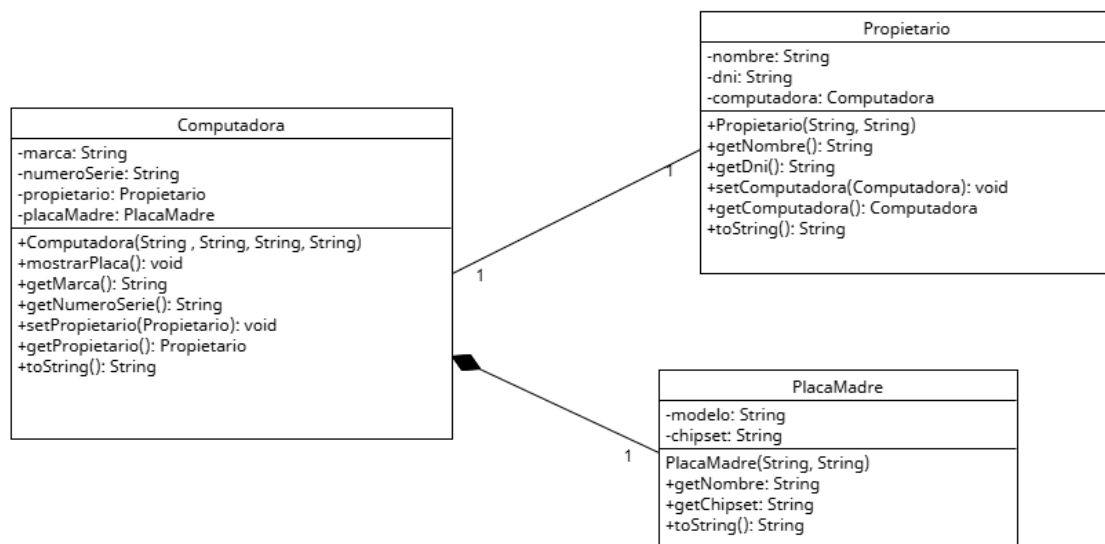 Computadora
-marca: String
-numeroSerie: String
-propietario: Propietario
-placaMadre: PlacaMadre
+Computadora(String , String, String, String)
+mostrarPlaca(): void
+getMarca(): String
+getNumeroSerie(): String
+setPropietario(Propietario): void
+getPropietario(): Propietario
+toString(): String
1
1
Propietario
-nombre: String
-dni: String
-computadora: Computadora
+Propietario(String, String)
+getNombre(): String
+getDni(): String
+setComputadora(Computadora): void
+getComputadora(): Computadora
+toString(): String
1
PlacaMadre
-modelo: String
-chipset: String
PlacaMadre(String, String)
+getNombre: String
+getChipset: String
+toString(): String